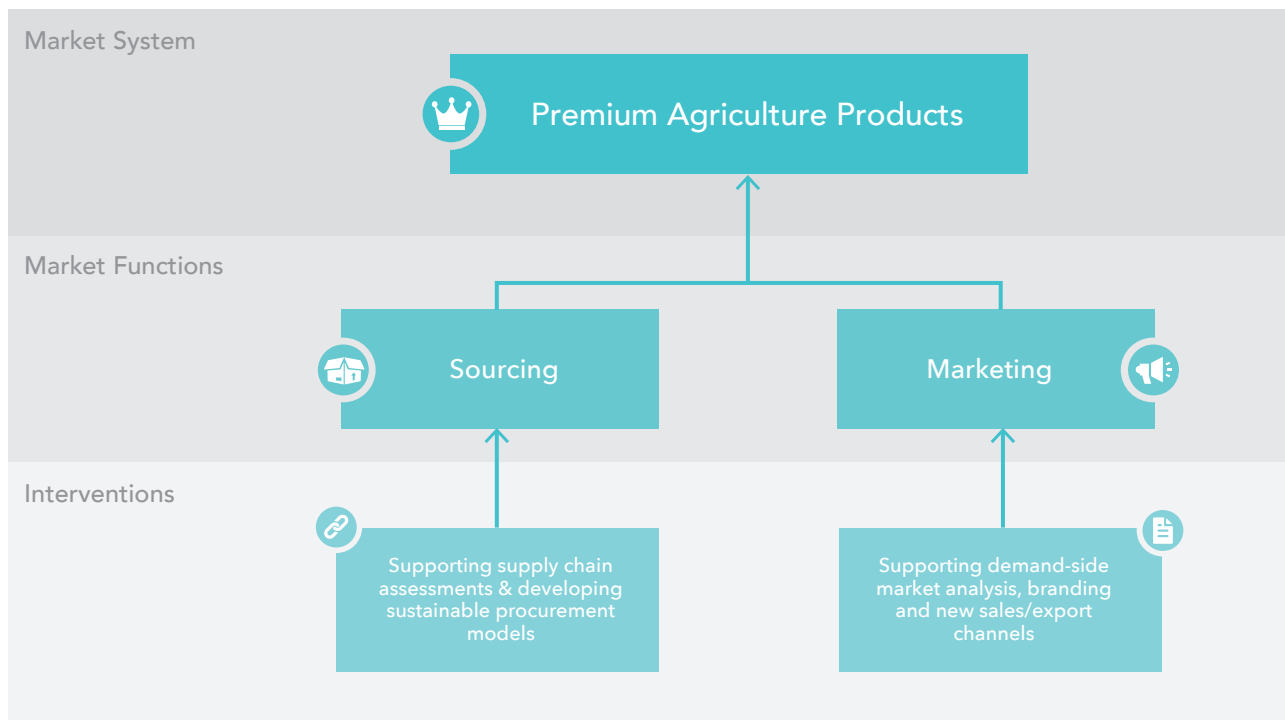 Market System
Premium Agriculture Products
Market Functions
Sourcing
Marketing
Interventions
Supporting supply chain
assessments & developing
sustainable procurement
models
Supporting demand-side
market analysis, branding
and new sales/export
channels